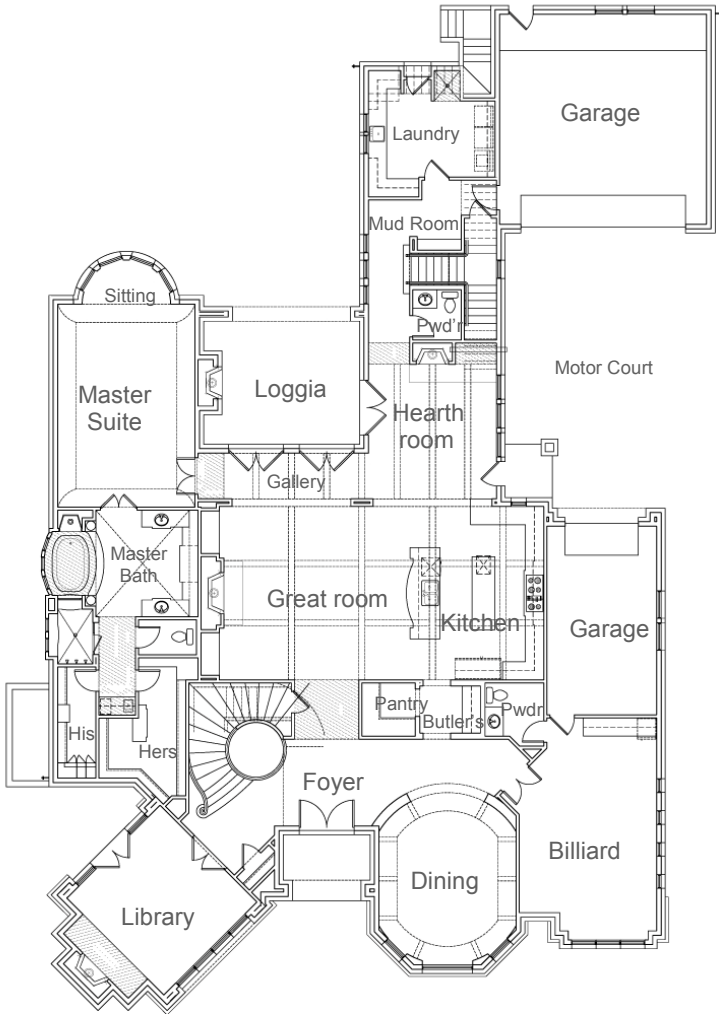 Garage
Laundry
Mud Room
Sitting
Pwd'r
Motor Court
Master
Suite
Loggia
Hearth
room
Gallery
Master
Bath
Great room
Kitchen
Garage
His
Hers
Pantry
Butler's
Pwdr
Foyer
Billiard
Dining
Library